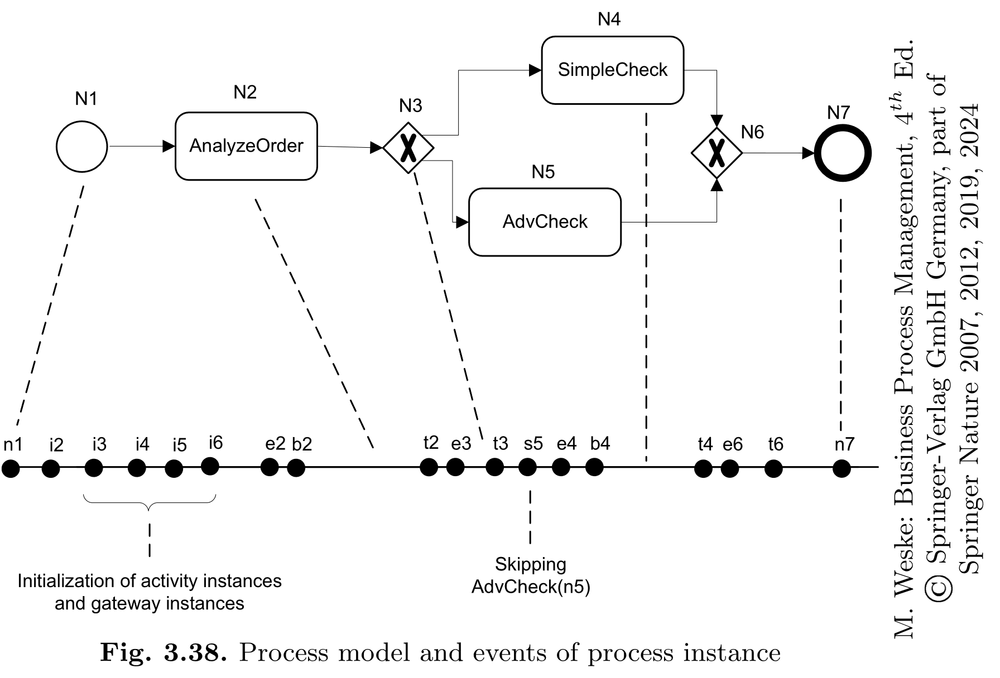 N4
SimpleCheck
N1
N2
N3
AnalyzeOrder
N7
N6
N5
AdvCheck
n1 i2 i3 i4 i5 i6 e2 b2 t2 e3 t3 s5 e4 b4 t4 e6 t6 n7
Initialization of activity instances
and gateway instances
Skipping
AdvCheck(n5)
Fig. 3.38. Process model and events of process instance
M. Weske: Business Process Management, 4th Ed.
© Springer-Verlag GmbH Germany, part of
Springer Nature 2007, 2012, 2019, 2024